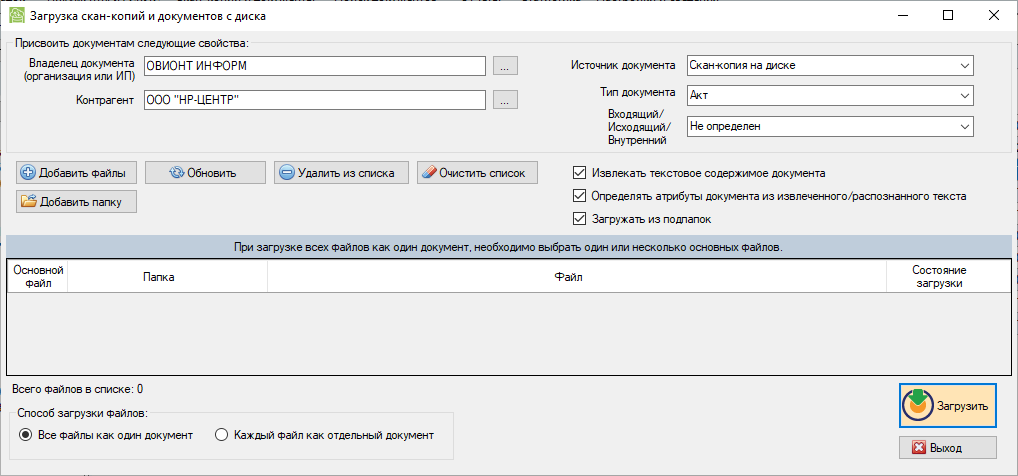 Загрузка скан-копий и документов с диска
Присвоить документам следующие свойства:
Владелец документа
(организация или ИП)
ОВИОНТ ИНФОРМ
...
Контрагент
ООО "НР-ЦЕНТР"
...
Источник документа
Скан-копия на диске
Тип документа
Акт
Входящий/
Исходящий/
Внутренний
Не определен
Добавить файлы
Обновить
Удалить из списка
Очистить список
Добавить папку
Извлекать текстовое содержимое документа
Определять атрибуты документа из извлеченного/распознанного текста
Загружать из подпапок
При загрузке всех файлов как один документ, необходимо выбрать один или несколько основных файлов.
Основной
файл
Папка
Файл
Состояние
загрузки
Всего файлов в списке: 0
Способ загрузки файлов:
Все файлы как один документ
Каждый файл как отдельный документ
Загрузить
Выход